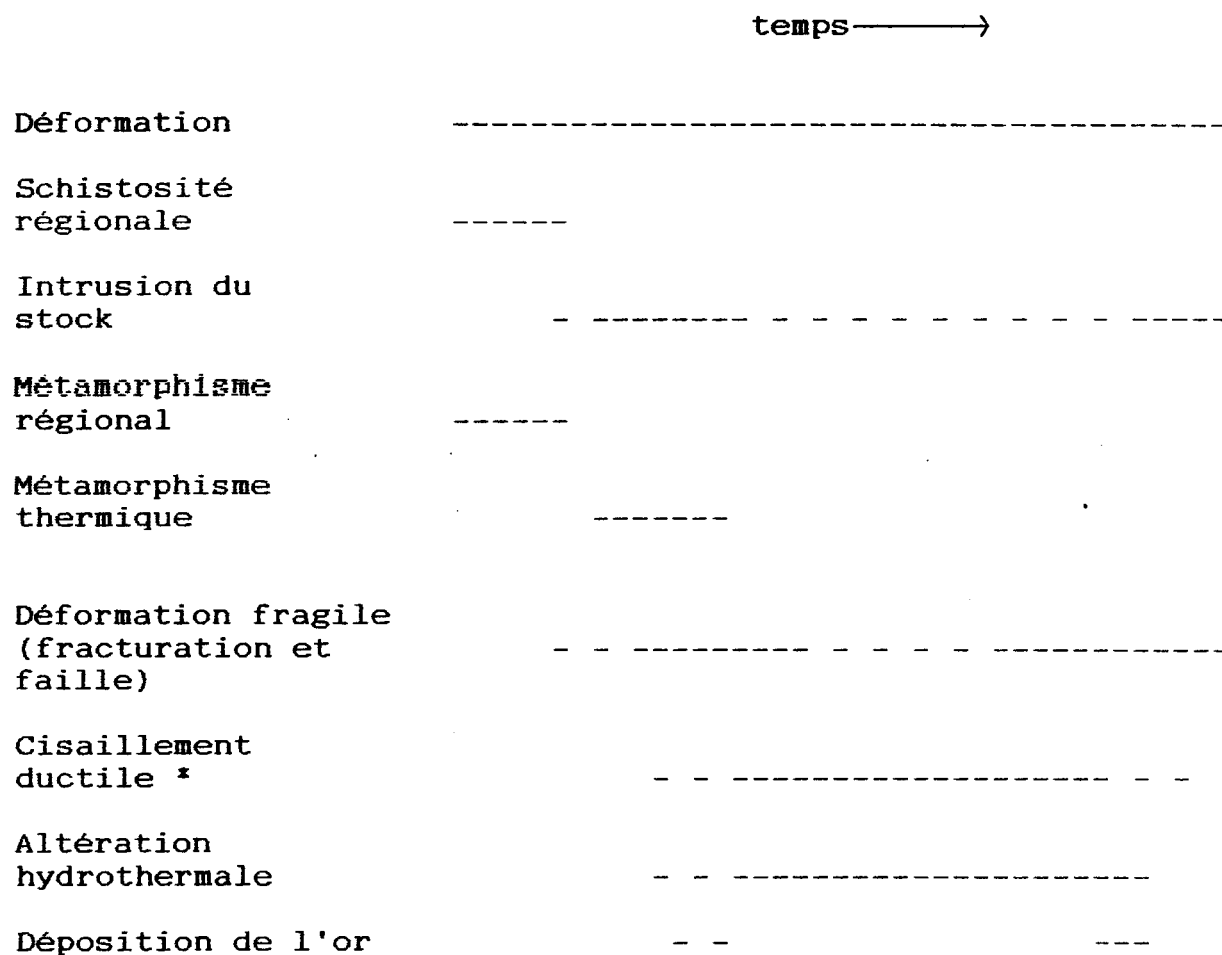 temps
Déformation
Schistosité
régionale
Intrusion du
stock
Métamorphisme
régional
Métamorphisme
thermique
Déformation fragile
(fracturation et
faille)
Cisaillement
ductile *
Altération
hydrothermale
Déposition de l'or